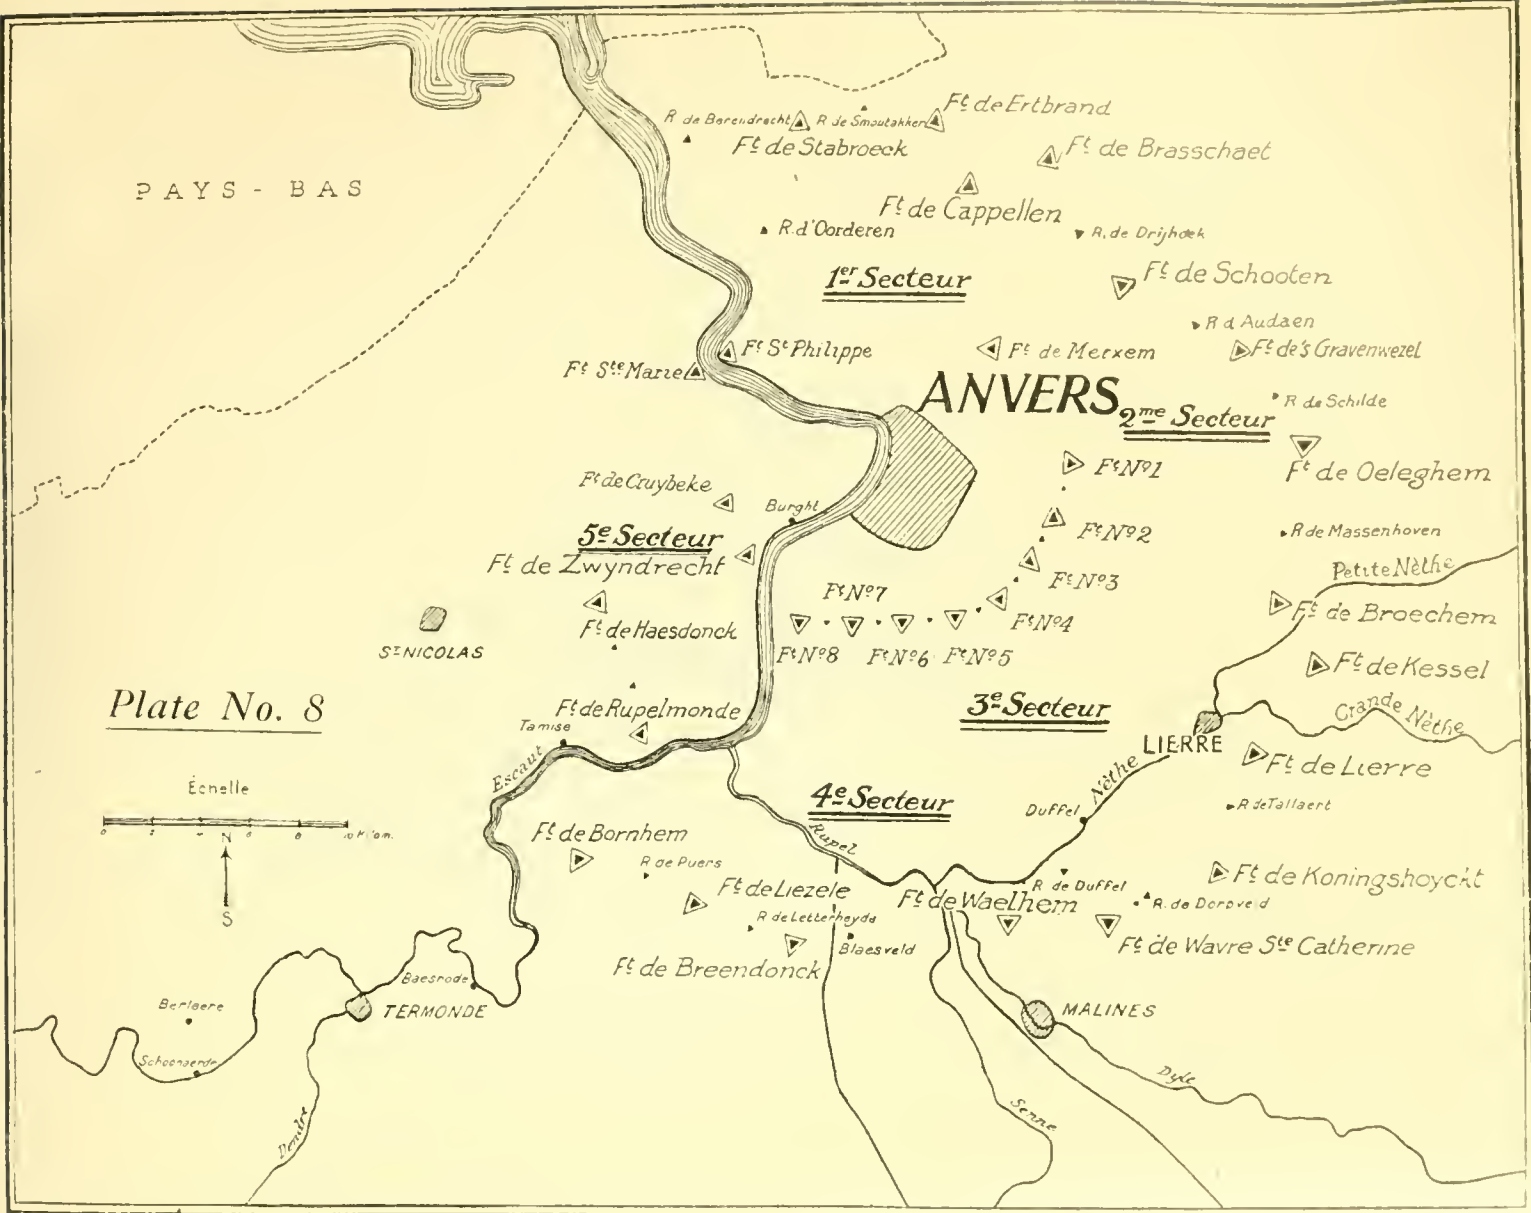 Ft de Ertbrand
R. de Berendrecht
R. de Smoutakker
Ft de Stabroeck
Ft de Brasschaet
PAYS - BAS
Ft de Cappellen
R. d'Oorderen
R. de Drijhoek
1er Secteur
Ft de Schooten
R d Audaen
Ft St Philippe
Ft de Merxem
Ft de's Gravenwezel
Ft Ste Marie
ANVERS
R de Schilde
2me Secteur
Ft No 1
Ft de Oeleghem
Ft de Cruybeke
Burght
Ft No 2
R de Massenhoven
5e Secteur
Ft de Zwyndrecht
Petite Nèthe
Ft No 3
Ft No 7
Ft de Broechem
Ft No 4
Ft de Haesdonck
St NICOLAS
Ft No 8
Ft No 6
Ft No 5
Ft de Kessel
Plate No. 8
Ft de Rupelmonde
3e Secteur
Grande Nèthe
Tamise
LIERRE
Escaut
Ft de Lierre
Nèthe
Échelle
4e Secteur
Duffel
R de Tallaert
0
10 Kilom.
N
S
Ft de Bornhem
Rupel
R de Puers
Ft de Liezele
R. de Duffel
Ft de Koningshoyckt
Ft de Waelhem
R. de Dorpveld
R de Letterheyde
Blaesveld
Ft de Wavre Ste Catherine
Ft de Breendonck
Baesrode
Berlaere
TERMONDE
MALINES
Schoonaerde
Dyle
Senne
Dendre